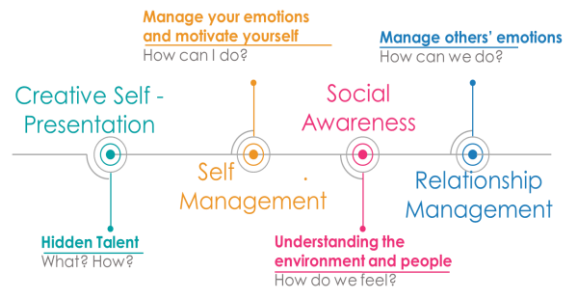 Manage your emotions
and motivate yourself
How can I do?
Manage others' emotions
How can we do?
Creative Self -
Presentation
Social
Awareness
Self
Management
Relationship
Management
Hidden Talent
What? How?
Understanding the
environment and people
How do we feel?